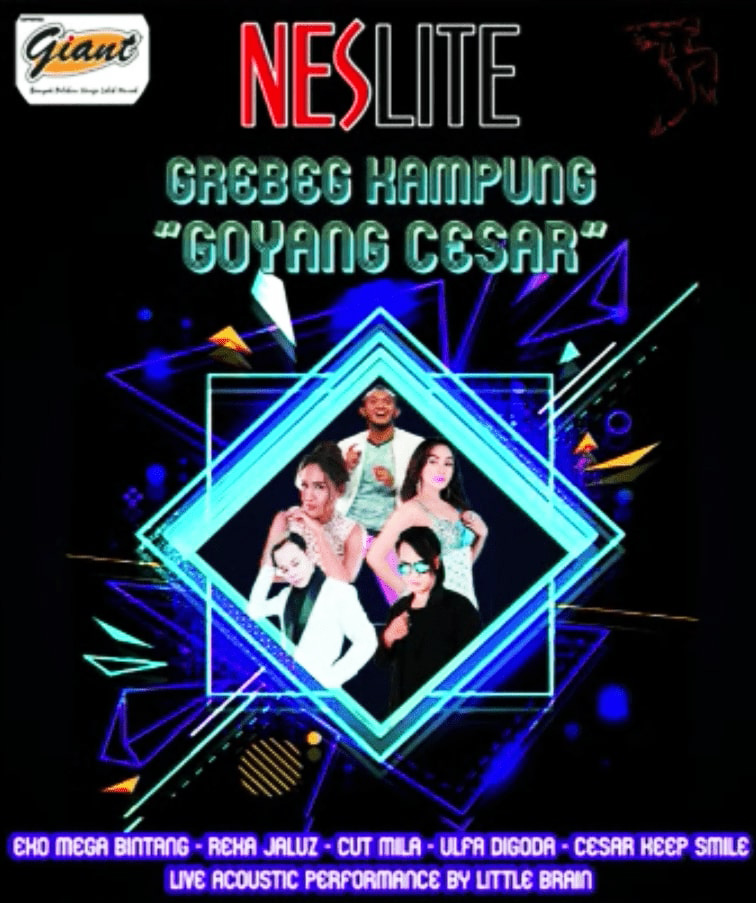 Giant
NESLITE
GREBEG KAMPUNG
"GOYANG CESAR"
EKO MEGA BINTANG - REKA JALUZ - CUT MILA - ULFA DIGODA - CESAR KEEP SMILE
LIVE ACOUSTIC PERFORMANCE BY LITTLE BRAIN